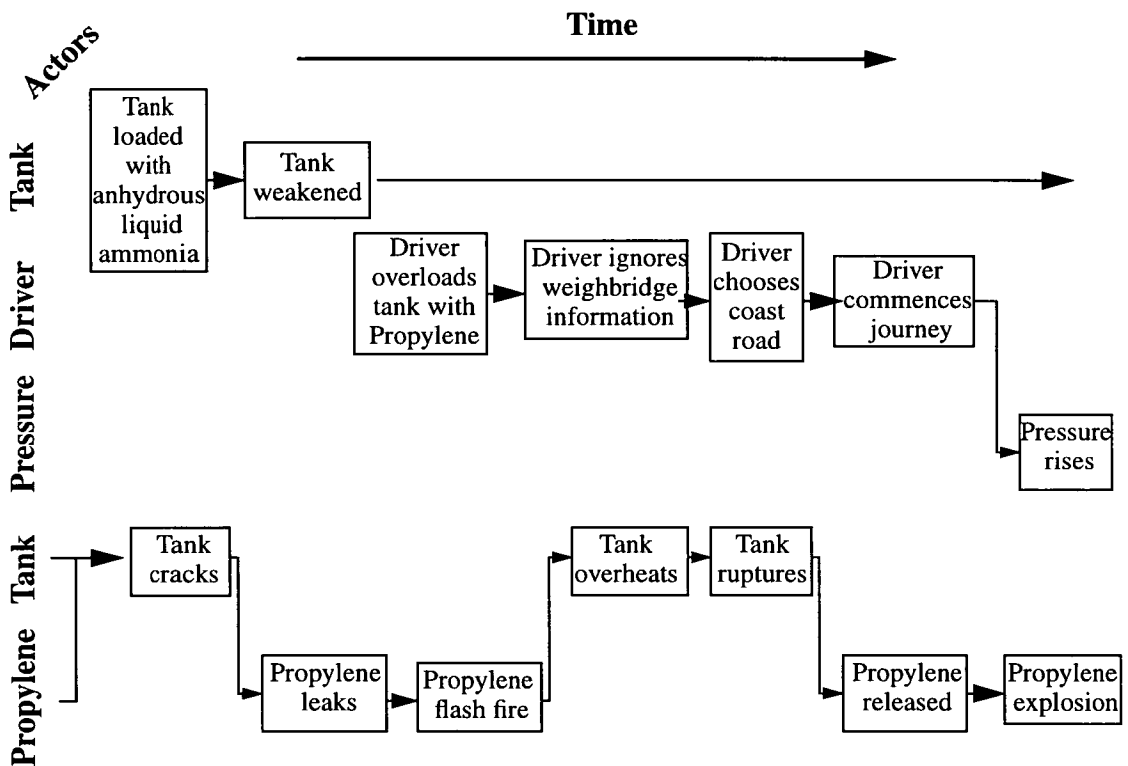 Time
Actors
Tank
Tank
loaded
with
anhydrous
liquid
ammonia
Tank
weakened
Driver
Driver
overloads
tank with
Propylene
Driver ignores
weighbridge
information
Driver
chooses
coast
road
Driver
commences
journey
Pressure
Pressure
rises
Tank
Tank
cracks
Tank
overheats
Tank
ruptures
Propylene
Propylene
leaks
Propylene
flash fire
Propylene
released
Propylene
explosion